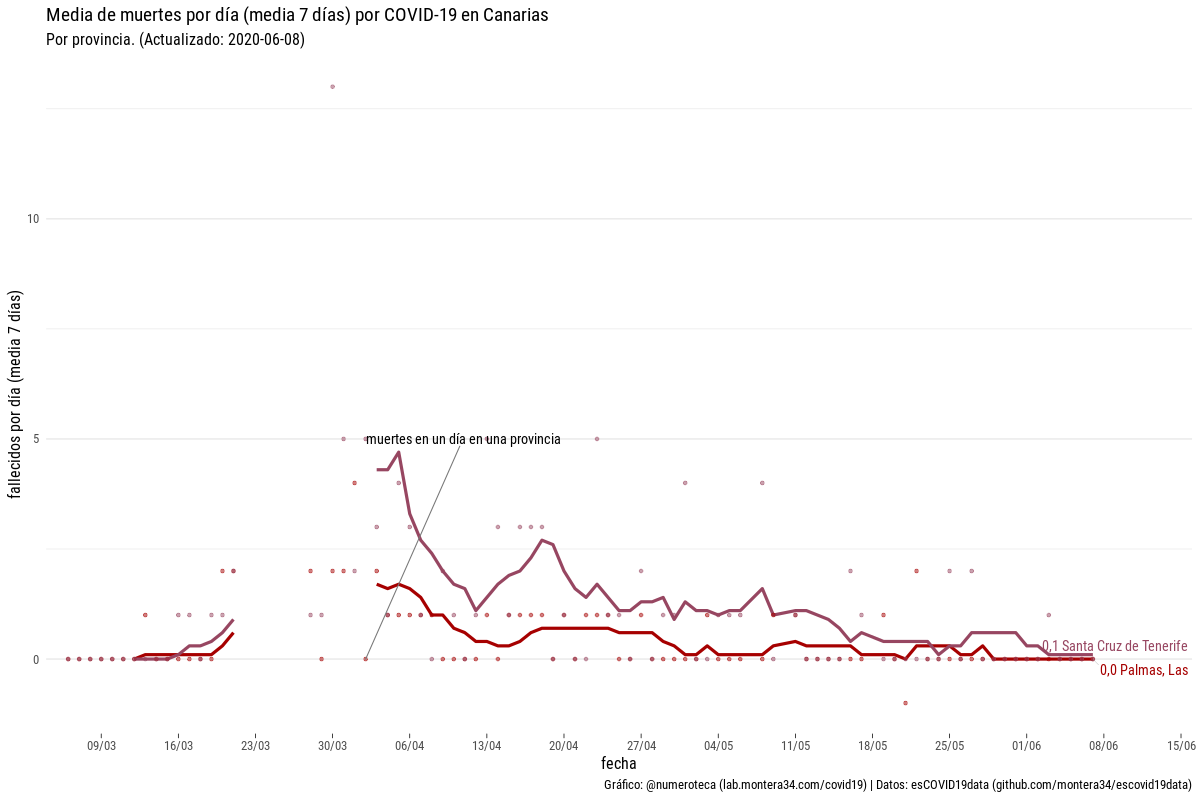 Media de muertes por día (media 7 días) por COVID-19 en Canarias
Por provincia. (Actualizado: 2020-06-08)
fallecidos por día (media 7 días)
10
5
0
muertes en un día en una provincia
0,1 Santa Cruz de Tenerife
0,0 Palmas, Las
09/03 16/03 23/03 30/03 06/04 13/04 20/04 27/04 04/05 11/05 18/05 25/05 01/06 08/06 15/06
fecha
Gráfico: @numeroteca (lab.montera34.com/covid19) | Datos: esCOVID19data (github.com/montera34/escovid19data)